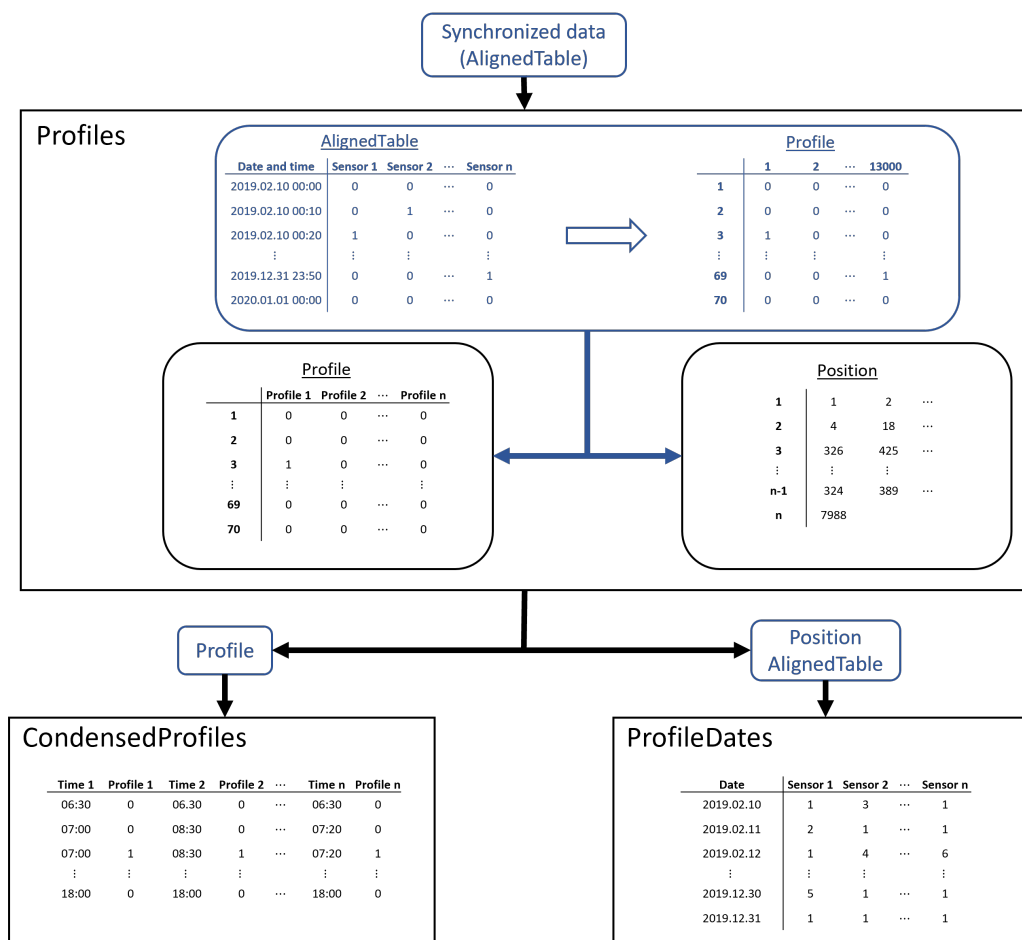 Synchronized data
(AlignedTable)
Profiles
AlignedTable
Date and time Sensor 1 Sensor 2 ⋯ Sensor n
2019.02.10 00:00 0 0 ⋯ 0
2019.02.10 00:10 0 1 ⋯ 0
2019.02.10 00:20 1 0 ⋯ 0
⋮ ⋮ ⋮ ⋮
2019.12.31 23:50 0 0 ⋯ 1
2020.01.01 00:00 0 0 ⋯ 0
Profile
1 2 ⋯ 13000
1 0 0 ⋯ 0
2 0 0 ⋯ 0
3 1 0 ⋯ 0
⋮ ⋮ ⋮ ⋮
69 0 0 ⋯ 1
70 0 0 ⋯ 0
Profile
Profile 1 Profile 2 ⋯ Profile n
1 0 0 ⋯ 0
2 0 0 ⋯ 0
3 1 0 ⋯ 0
⋮ ⋮ ⋮ ⋮
69 0 0 ⋯ 0
70 0 0 ⋯ 0
Position
1 1 2 ⋯
2 4 18 ⋯
3 326 425 ⋯
⋮ ⋮ ⋮
n-1 324 389 ⋯
n 7988
Profile
Position
AlignedTable
CondensedProfiles
Time 1 Profile 1 Time 2 Profile 2 ⋯ Time n Profile n
06:30 0 06.30 0 ⋯ 06:30 0
07:00 0 08:30 0 ⋯ 07:20 0
07:00 1 08:30 1 ⋯ 07:20 1
⋮ ⋮ ⋮ ⋮ ⋮ ⋮
18:00 0 18:00 0 ⋯ 18:00 0
ProfileDates
Date Sensor 1 Sensor 2 ⋯ Sensor n
2019.02.10 1 3 ⋯ 1
2019.02.11 2 1 ⋯ 1
2019.02.12 1 4 ⋯ 6
⋮ ⋮ ⋮ ⋮
2019.12.30 5 1 ⋯ 1
2019.12.31 1 1 ⋯ 1